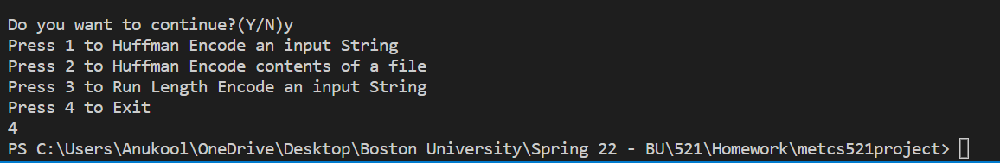 Do you want to continue?(Y/N)y
Press 1 to Huffman Encode an input String
Press 2 to Huffman Encode contents of a file
Press 3 to Run Length Encode an input String
Press 4 to Exit
4
PS C:\Users\Anukool\OneDrive\Desktop\Boston University\Spring 22 - BU\521\Homework\metcs521project>